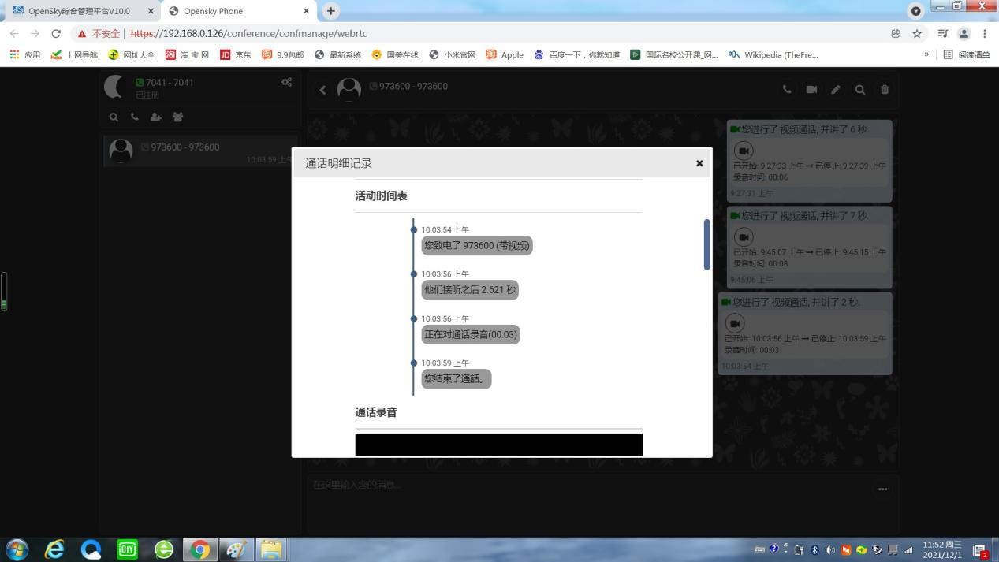 OpenSky综合管理平台V10.0
Opensky Phone
不安全 | https://192.168.0.126/conference/confmanage/webrtc
应用 上网导航 网址大全 淘 宝 网 京东 9.9包邮 最新系统 国美在线 小米官网 Apple 百度一下，你就知道 国际名校公开课_网... Wikipedia (TheFre... » 阅读清单
7041 - 7041
已注册
973600 - 973600
10:03:59 上午
973600 - 973600
通话明细记录
活动时间表
10:03:54 上午
您致电了 973600 (带视频)
10:03:56 上午
他们接听之后 2.621 秒
10:03:56 上午
正在对通话录音(00:03)
10:03:59 上午
您结束了通話。
通话录音
您进行了 视频通话, 并讲了 6 秒.
已开始: 9:27:33 上午 ➞ 已停止: 9:27:39 上午
录音时间: 00:06
9:27:31 上午
您进行了 视频通话, 并讲了 7 秒.
已开始: 9:45:07 上午 ➞ 已停止: 9:45:15 上午
录音时间: 00:08
9:45:06 上午
您进行了 视频通话, 并讲了 2 秒.
已开始: 10:03:56 上午 ➞ 已停止: 10:03:59 上午
录音时间: 00:03
10:03:54 上午
在这里输入您的消息...
iQIY
11:52 周三
2021/12/1
2